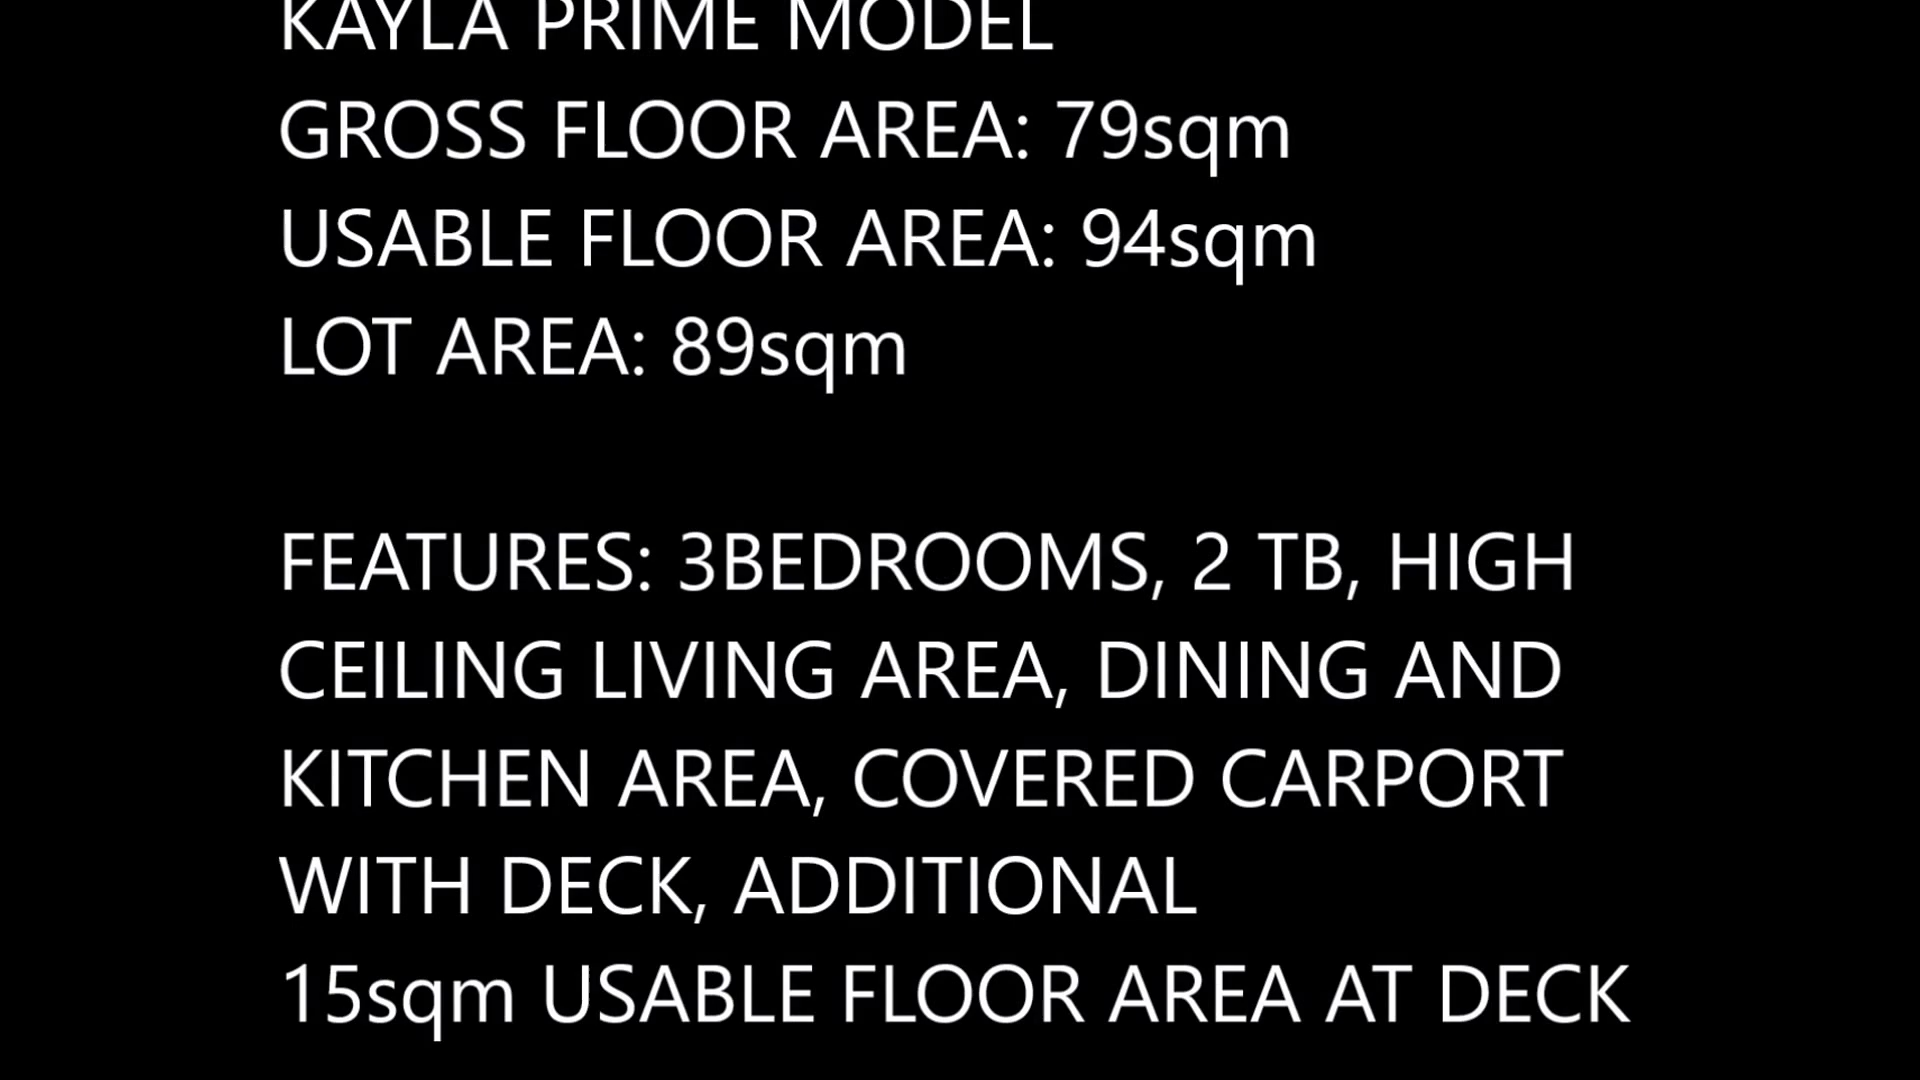 KAYLA PRIME MODEL
GROSS FLOOR AREA: 79sqm
USABLE FLOOR AREA: 94sqm
LOT AREA: 89sqm
FEATURES: 3BEDROOMS, 2 TB, HIGH
CEILING LIVING AREA, DINING AND
KITCHEN AREA, COVERED CARPORT
WITH DECK, ADDITIONAL
15sqm USABLE FLOOR AREA AT DECK